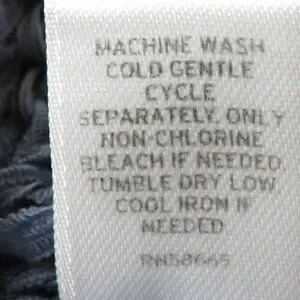 MACHINE WASH
COLD GENTLE
CYCLE
SEPARATELY. ONLY
NON-CHLORINE
BLEACH IF NEEDED.
TUMBLE DRY LOW.
COOL IRON IF
NEEDED.
RN58665